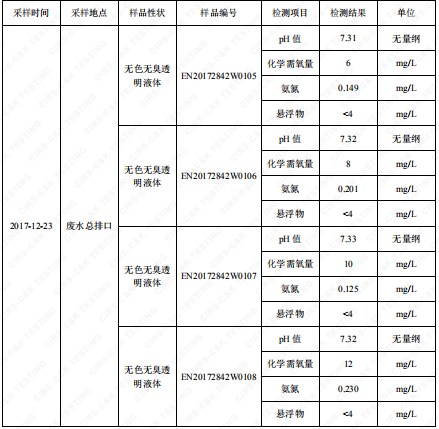 采样时间 采样地点 样品性状 样品编号 检测项目 检测结果 单位
2017-12-23 废水总排口 无色无臭透明液体 EN20172842W0105 pH 值 7.31 无量纲
化学需氧量 6 mg/L
氨氮 0.149 mg/L
悬浮物 <4 mg/L
无色无臭透明液体 EN20172842W0106 pH 值 7.32 无量纲
化学需氧量 8 mg/L
氨氮 0.201 mg/L
悬浮物 <4 mg/L
无色无臭透明液体 EN20172842W0107 pH 值 7.33 无量纲
化学需氧量 10 mg/L
氨氮 0.125 mg/L
悬浮物 <4 mg/L
无色无臭透明液体 EN20172842W0108 pH 值 7.32 无量纲
化学需氧量 12 mg/L
氨氮 0.230 mg/L
悬浮物 <4 mg/L